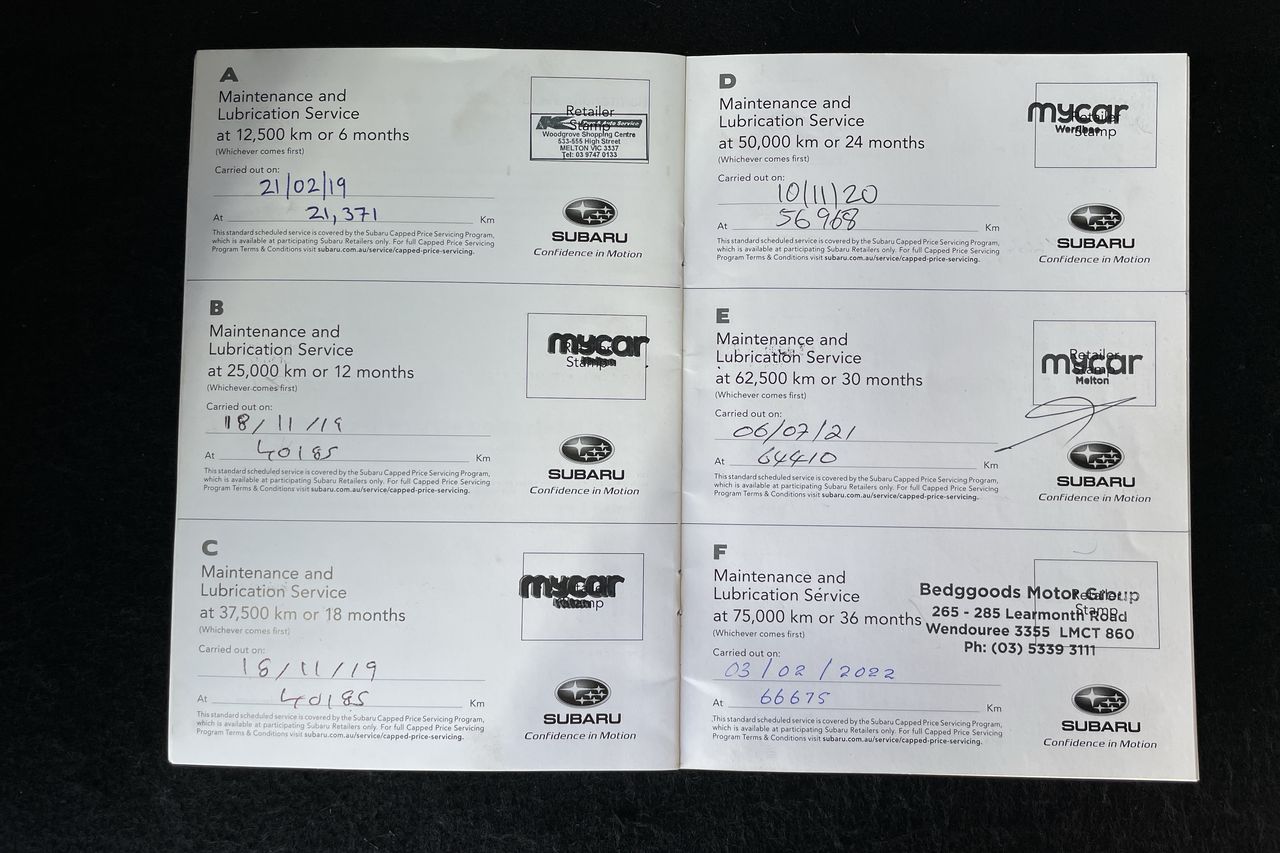 A
Maintenance and
Lubrication Service
at 12,500 km or 6 months
(Whichever comes first)
Carried out on:
21/02/19
At 21,371 Km
This standard scheduled service is covered by the Subaru Capped Price Servicing Program,
which is available at participating Subaru Retailers only. For full Capped Price Servicing
Program Terms & Conditions visit subaru.com.au/service/capped-price-servicing.
Retailer
Stamp
Woodgrove Shopping Centre
533-555 High Street
MELTON VIC 3337
Tel: 03 9747 0133
SUBARU
Confidence in Motion
B
Maintenance and
Lubrication Service
at 25,000 km or 12 months
(Whichever comes first)
Carried out on:
18/11/19
At 40185 Km
This standard scheduled service is covered by the Subaru Capped Price Servicing Program,
which is available at participating Subaru Retailers only. For full Capped Price Servicing
Program Terms & Conditions visit subaru.com.au/service/capped-price-servicing.
mycar
Stamp
SUBARU
Confidence in Motion
C
Maintenance and
Lubrication Service
at 37,500 km or 18 months
(Whichever comes first)
Carried out on:
18/11/19
At 40185 Km
This standard scheduled service is covered by the Subaru Capped Price Servicing Program,
which is available at participating Subaru Retailers only. For full Capped Price Servicing
Program Terms & Conditions visit subaru.com.au/service/capped-price-servicing.
mycar
Stamp
SUBARU
Confidence in Motion
D
Maintenance and
Lubrication Service
at 50,000 km or 24 months
(Whichever comes first)
Carried out on:
10/11/20
At 56968 Km
This standard scheduled service is covered by the Subaru Capped Price Servicing Program,
which is available at participating Subaru Retailers only. For full Capped Price Servicing
Program Terms & Conditions visit subaru.com.au/service/capped-price-servicing.
mycar
Retailer
Stamp
SUBARU
Confidence in Motion
E
Maintenance and
Lubrication Service
at 62,500 km or 30 months
(Whichever comes first)
Carried out on:
06/07/21
At 64410 Km
This standard scheduled service is covered by the Subaru Capped Price Servicing Program,
which is available at participating Subaru Retailers only. For full Capped Price Servicing
Program Terms & Conditions visit subaru.com.au/service/capped-price-servicing.
Retailer
mycar
Melton
SUBARU
Confidence in Motion
F
Maintenance and
Lubrication Service
at 75,000 km or 36 months
(Whichever comes first)
Carried out on:
03/02/2022
At 66675 Km
This standard scheduled service is covered by the Subaru Capped Price Servicing Program,
which is available at participating Subaru Retailers only. For full Capped Price Servicing
Program Terms & Conditions visit subaru.com.au/service/capped-price-servicing.
Retailer
Stamp
Bedggoods Motor Group
265 - 285 Learmonth Road
Wendouree 3355 LMCT 860
Ph: (03) 5339 3111
SUBARU
Confidence in Motion